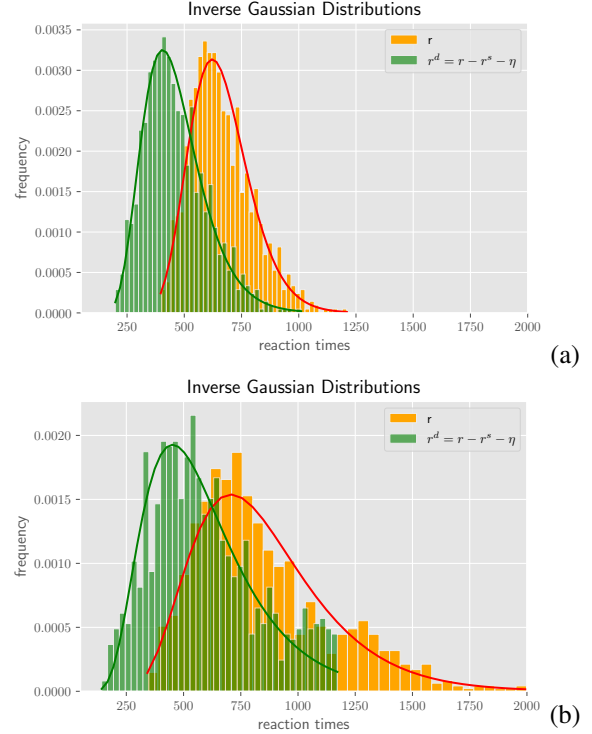 Inverse Gaussian Distributions
0.0035
0.0030
0.0025
0.0020
0.0015
0.0010
0.0005
0.0000
frequency
r
r^d = r − r^s − η
250 500 750 1000 1250 1500 1750 2000
reaction times
(a)
Inverse Gaussian Distributions
0.0020
0.0015
0.0010
0.0005
0.0000
frequency
r
r^d = r − r^s − η
250 500 750 1000 1250 1500 1750 2000
reaction times
(b)